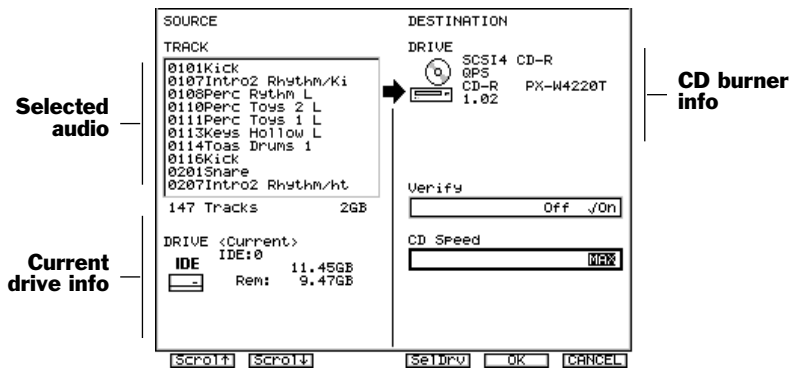 SOURCE
TRACK
0101Kick
0107Intro2 Rhythm/Ki
0108Perc Rythm L
0110Perc Toys 2 L
0111Perc Toys 1 L
0113Keys Hollow L
0114Toas Drums 1
0116Kick
0201Snare
0207Intro2 Rhythm/ht
147 Tracks 2GB
DRIVE <Current>
IDE:0
IDE
11.45GB
Rem: 9.47GB
DESTINATION
DRIVE
SCSI4 CD-R
QPS
CD-R PX-W4220T
1.02
Verify
Off √On
CD Speed
MAX
Scrol↑ Scrol↓ SelDrv OK CANCEL
Selected
audio
Current
drive info
CD burner
info